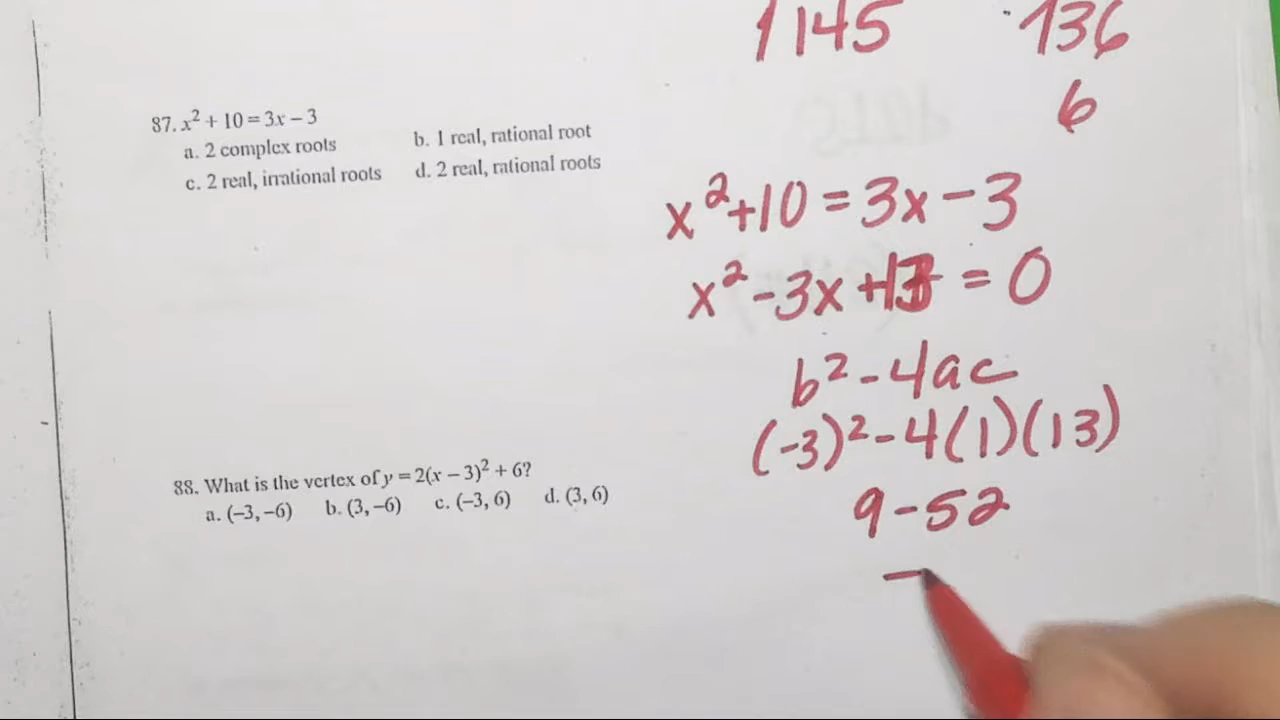 √145
√36
6
87. x² + 10 = 3x − 3
a. 2 complex roots b. 1 real, rational root
c. 2 real, irrational roots d. 2 real, rational roots
x²+10 = 3x − 3
x² - 3x + 13 = 0
b² - 4ac
(-3)² - 4(1)(13)
9 - 52
−
88. What is the vertex of y = 2(x − 3)² + 6?
a. (−3, −6) b. (3, −6) c. (−3, 6) d. (3, 6)